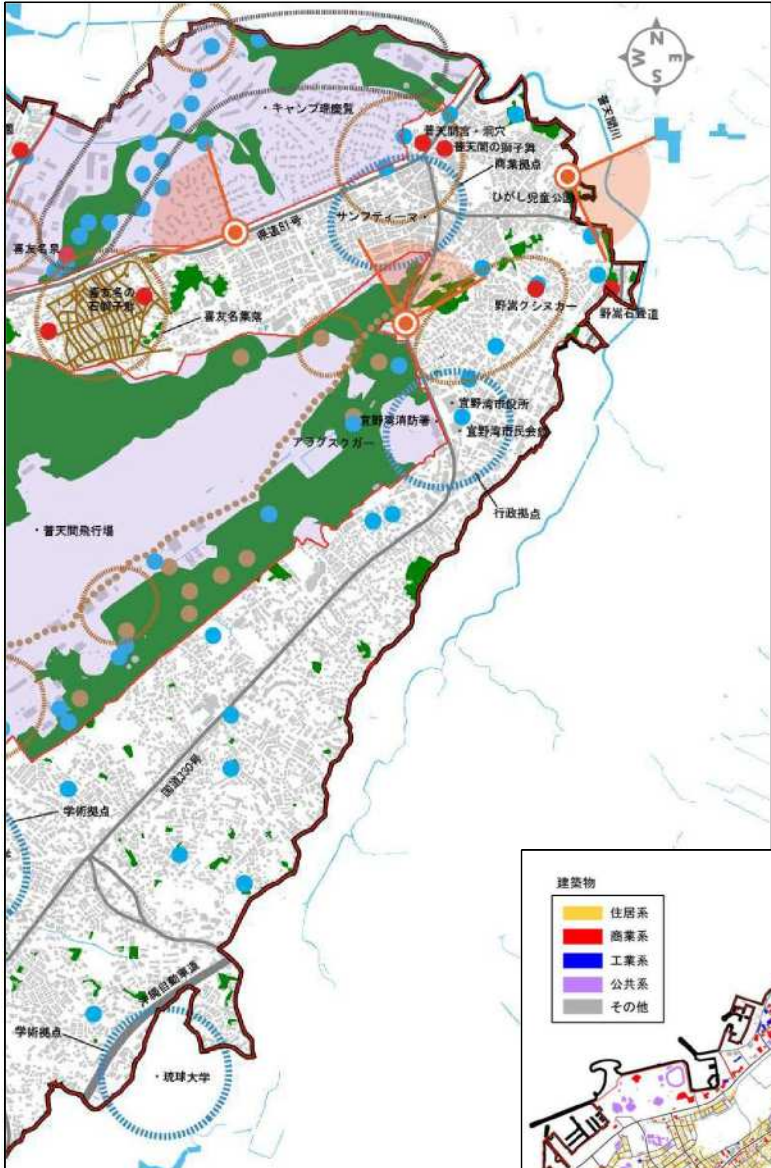 N
E
S
W
・キャンプ瑞慶覧
普天間川
普天間宮・洞穴
普天間の獅子舞
商業拠点
ひがし児童公園
サンフティーマ・
県道81号
喜友名泉
喜友名の
石獅子群
喜友名集落
野嵩クシヌカー
野嵩石畳道
・宜野湾市役所
宜野湾消防署・
・宜野湾市民会館
アラグスクガー
行政拠点
・普天間飛行場
国道330号
学術拠点
沖縄自動車道
学術拠点
・琉球大学
建築物
住居系
商業系
工業系
公共系
その他